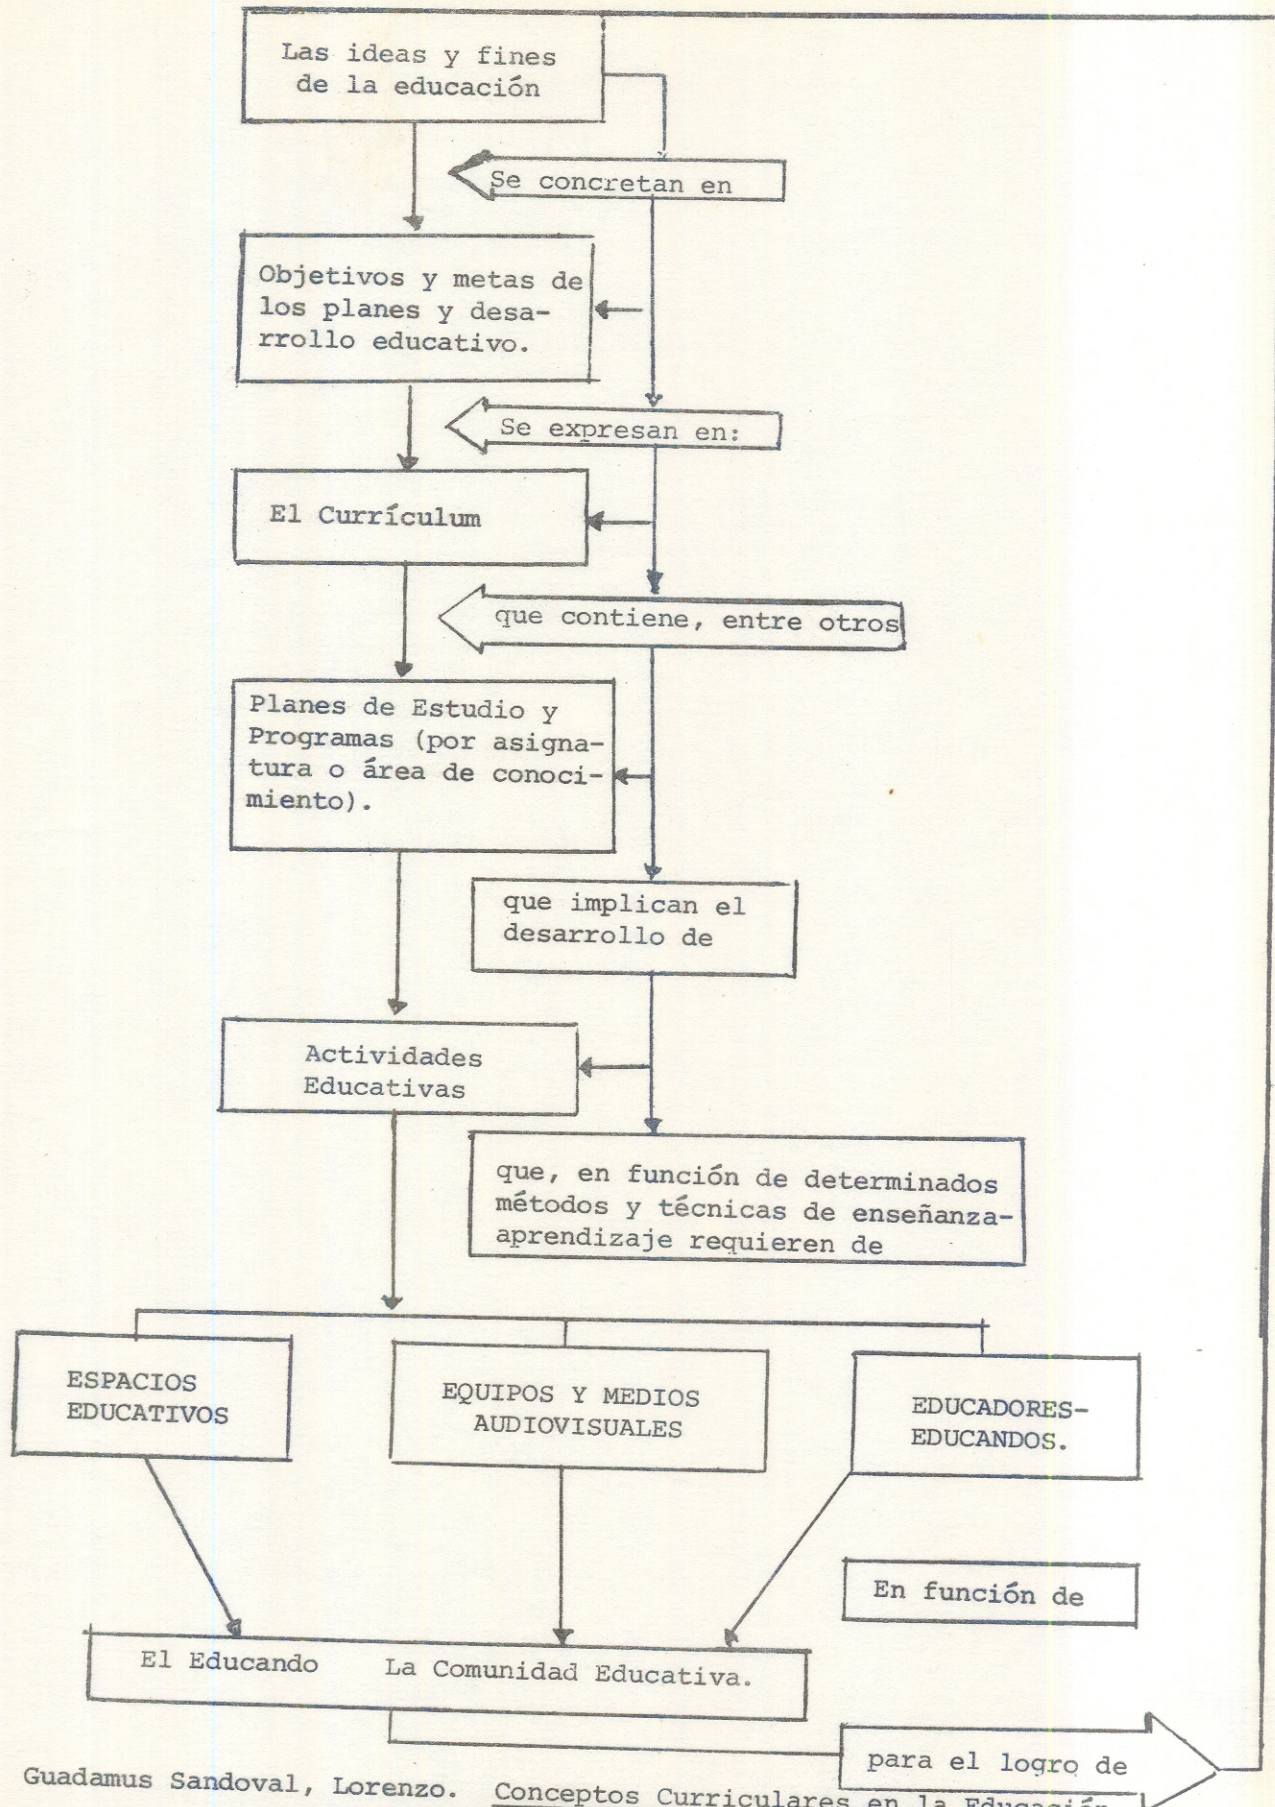 Las ideas y fines
de la educación
Se concretan en
Objetivos y metas de
los planes y desa-
rrollo educativo.
Se expresan en:
El Currículum
que contiene, entre otros
Planes de Estudio y
Programas (por asigna-
tura o área de conoci-
miento).
que implican el
desarrollo de
Actividades
Educativas
que, en función de determinados
métodos y técnicas de enseñanza-
aprendizaje requieren de
ESPACIOS
EDUCATIVOS
EQUIPOS Y MEDIOS
AUDIOVISUALES
EDUCADORES-
EDUCANDOS.
En función de
El Educando La Comunidad Educativa.
para el logro de
Guadamus Sandoval, Lorenzo. Conceptos Curriculares en la Educación